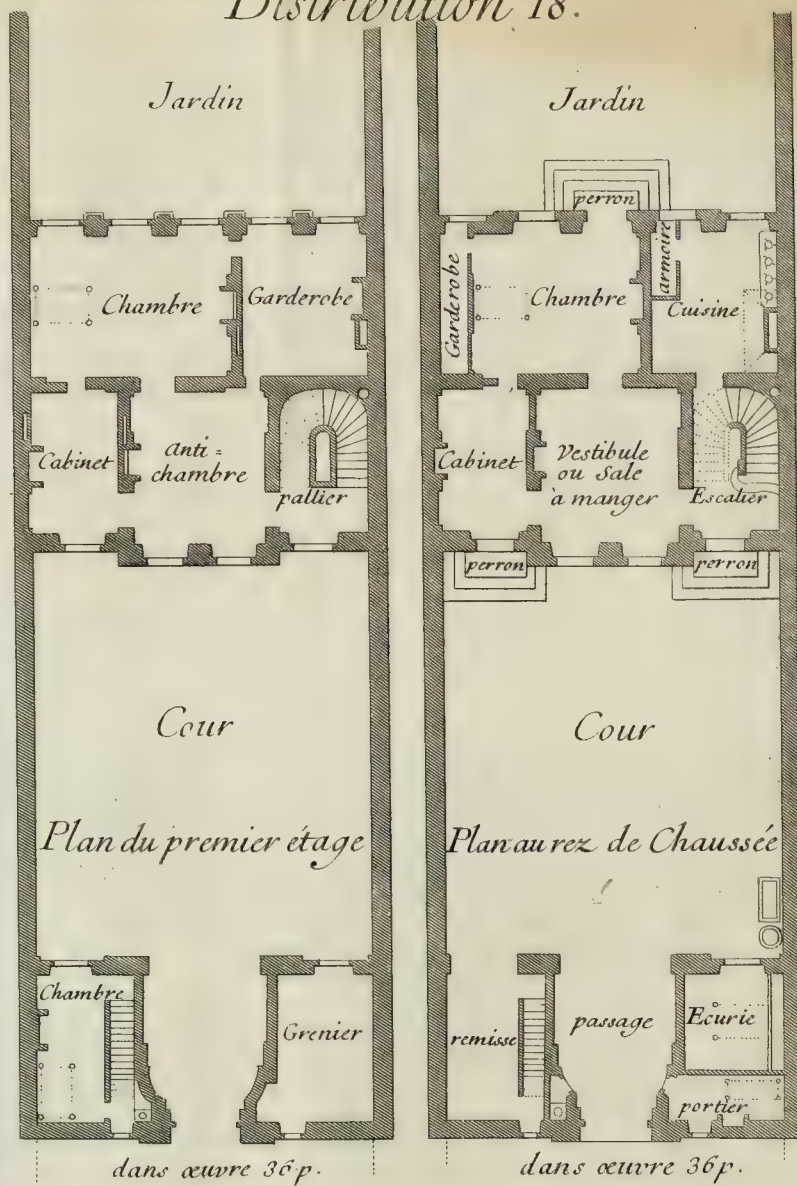 Distribution 18.
Jardin
Chambre
Garderobe
Cabinet
anti=
chambre
pallier
Cour
Plan du premier étage
Chambre
Grenier
dans œuvre 36 p.
Jardin
perron
Garderobe
Chambre
armoire
Cuisine
Cabinet
Vestibule
ou Sale
à manger
Escalier
perron
perron
Cour
Plan au rez de Chaussée
remisse
passage
Ecurie
portier
dans œuvre 36 p.